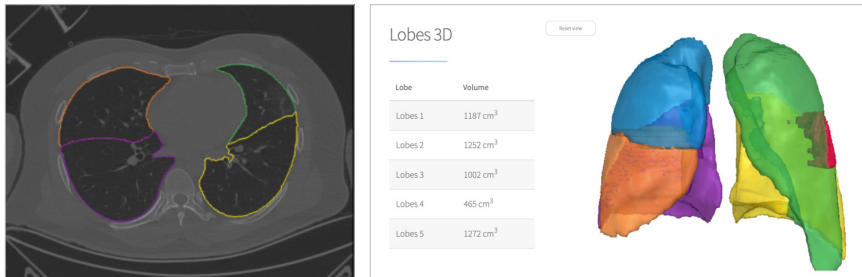 Lobes 3D
Reset view
Lobe Volume
Lobes 1 1187 cm³
Lobes 2 1252 cm³
Lobes 3 1002 cm³
Lobes 4 465 cm³
Lobes 5 1272 cm³